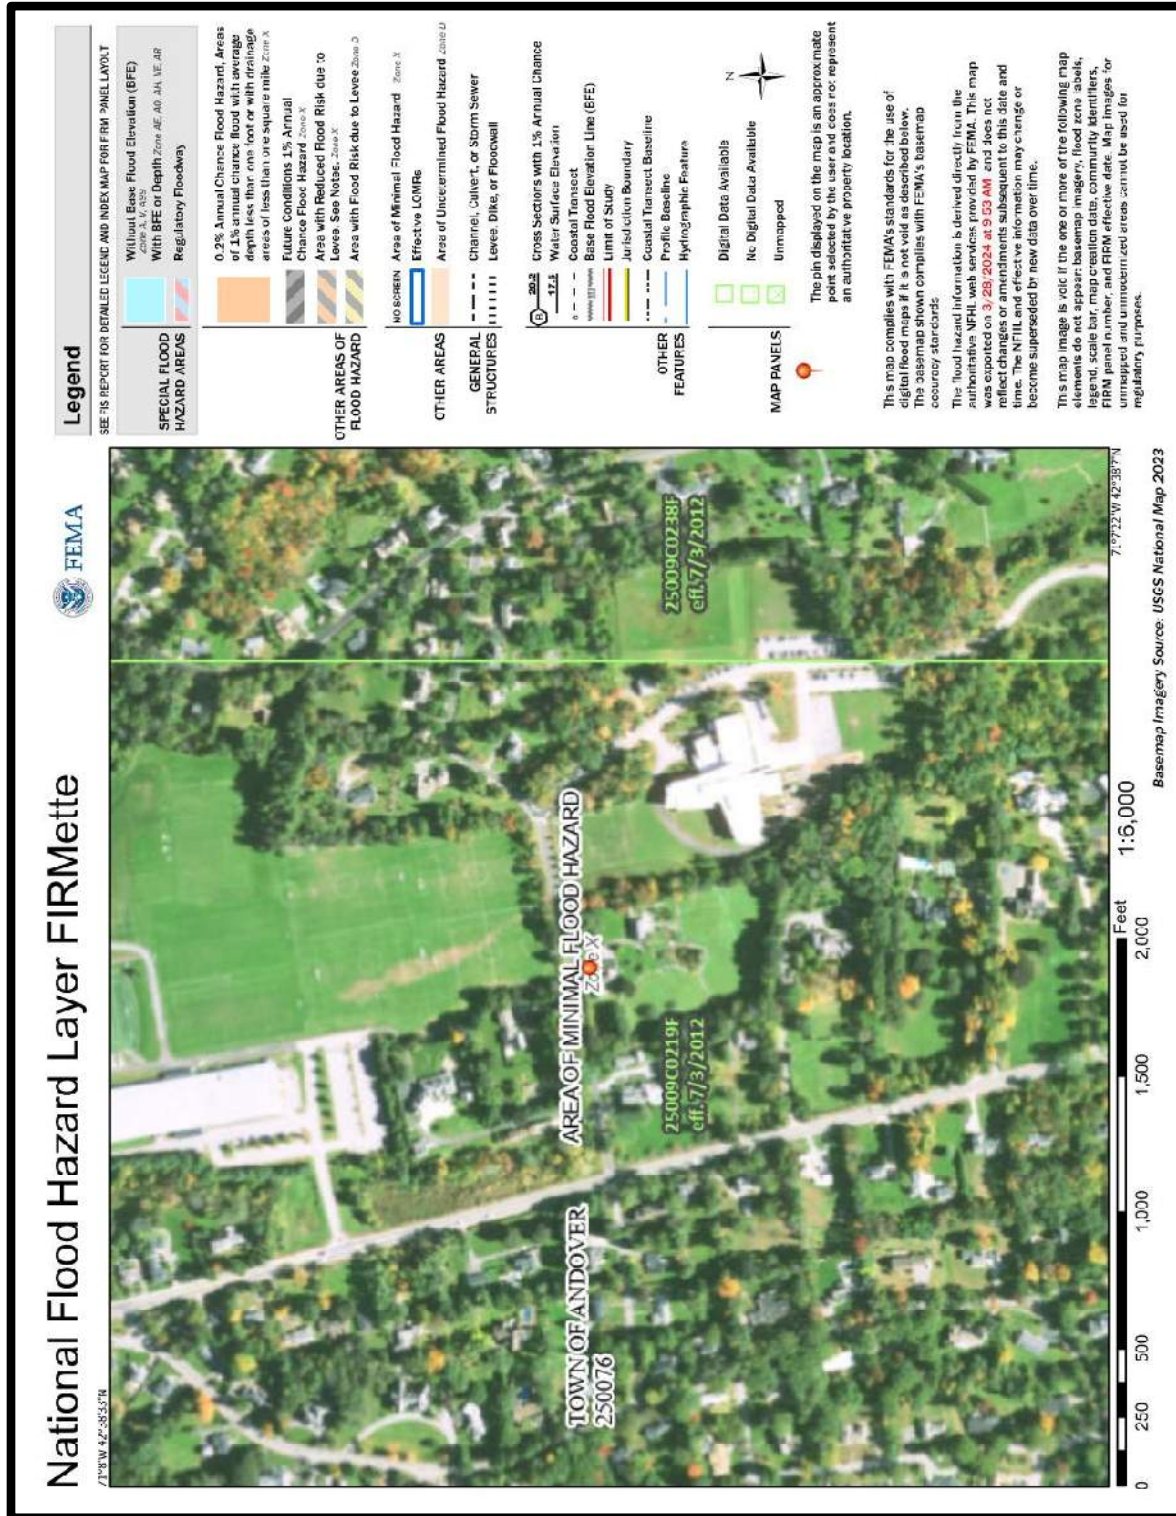 National Flood Hazard Layer FIRMette
FEMA
71°8'W 42°38'33"N
TOWN OF ANDOVER
250076
AREA OF MINIMAL FLOOD HAZARD
Zone X
25009C0219F
eff. 7/3/2012
25009C0238F
eff. 7/3/2012
0 250 500 1,000 1,500 2,000 Feet 1:6,000
71°7'22"W 42°38'7"N
Basemap Imagery Source: USGS National Map 2023
Legend
SEE FIS REPORT FOR DETAILED LEGEND AND INDEX MAP FOR FIRM PANEL LAYOUT
SPECIAL FLOOD
HAZARD AREAS
Without Base Flood Elevation (BFE)
Zone A, V, A99
With BFE or Depth Zone AE, AO, AH, VE, AR
Regulatory Floodway
OTHER AREAS OF
FLOOD HAZARD
0.2% Annual Chance Flood Hazard, Areas
of 1% annual chance flood with average
depth less than one foot or with drainage
areas of less than one square mile Zone X
Future Conditions 1% Annual
Chance Flood Hazard Zone X
Area with Reduced Flood Risk due to
Levee. See Notes. Zone X
Area with Flood Risk due to Levee Zone D
OTHER AREAS
NO SCREEN Area of Minimal Flood Hazard Zone X
Effective LOMRs
Area of Undetermined Flood Hazard Zone D
GENERAL
STRUCTURES
Channel, Culvert, or Storm Sewer
Levee, Dike, or Floodwall
OTHER
FEATURES
B 20.2 Cross Sections with 1% Annual Chance
17.5 Water Surface Elevation
8 Coastal Transect
513 Base Flood Elevation Line (BFE)
Limit of Study
Jurisdiction Boundary
Coastal Transect Baseline
Profile Baseline
Hydrographic Feature
MAP PANELS
Digital Data Available
No Digital Data Available
Unmapped
N
The pin displayed on the map is an approximate
point selected by the user and does not represent
an authoritative property location.
This map complies with FEMA's standards for the use of
digital flood maps if it is not void as described below.
The basemap shown complies with FEMA's basemap
accuracy standards
The flood hazard information is derived directly from the
authoritative NFHL web services provided by FEMA. This map
was exported on 3/28/2024 at 9:53 AM and does not
reflect changes or amendments subsequent to this date and
time. The NFHL and effective information may change or
become superseded by new data over time.
This map image is void if the one or more of the following map
elements do not appear: basemap imagery, flood zone labels,
legend, scale bar, map creation date, community identifiers,
FIRM panel number, and FIRM effective date. Map images for
unmapped and unmodernized areas cannot be used for
regulatory purposes.